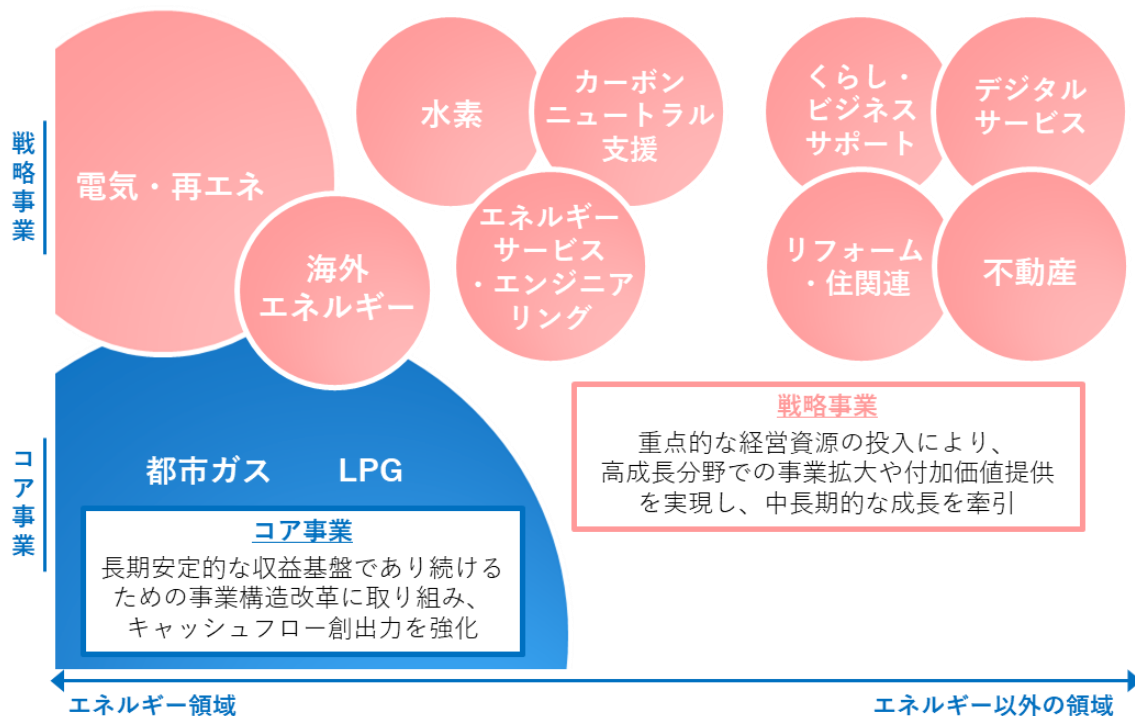 戦略事業
電気・再エネ
海外
エネルギー
水素
カーボン
ニュートラル
支援
エネルギー
サービス
・エンジニア
リング
くらし・
ビジネス
サポート
デジタル
サービス
リフォーム
・住関連
不動産
戦略事業
重点的な経営資源の投入により、
高成長分野での事業拡大や付加価値提供
を実現し、中長期的な成長を牽引
コア事業
都市ガス
LPG
コア事業
長期安定的な収益基盤であり続ける
ための事業構造改革に取り組み、
キャッシュフロー創出力を強化
エネルギー領域
エネルギー以外の領域